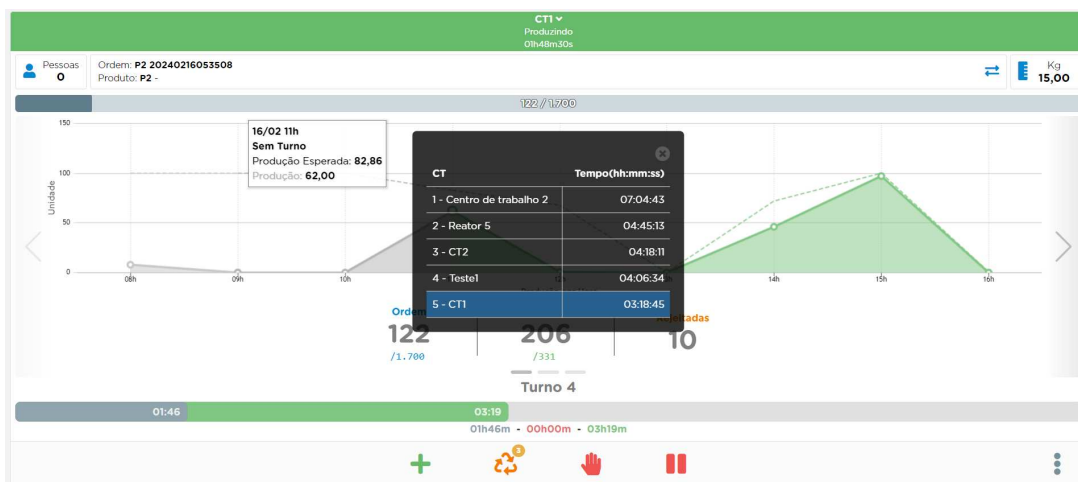 CT1
Produzindo
01h48m30s
Pessoas
0
Ordem: P2 20240216053508
Produto: P2 -
Kg
15,00
122 / 1.700
150
100
50
0
Unidade
16/02 11h
Sem Turno
Produção Esperada: 82,86
Produção: 62,00
CT Tempo(hh:mm:ss)
1 - Centro de trabalho 2 07:04:43
2 - Reator 5 04:45:13
3 - CT2 04:18:11
4 - Teste1 04:06:34
5 - CT1 03:18:45
08h 09h 10h 14h 15h 16h
122
/1.700
206
/331
10
Turno 4
01:46 03:19
01h46m - 00h00m - 03h19m
3